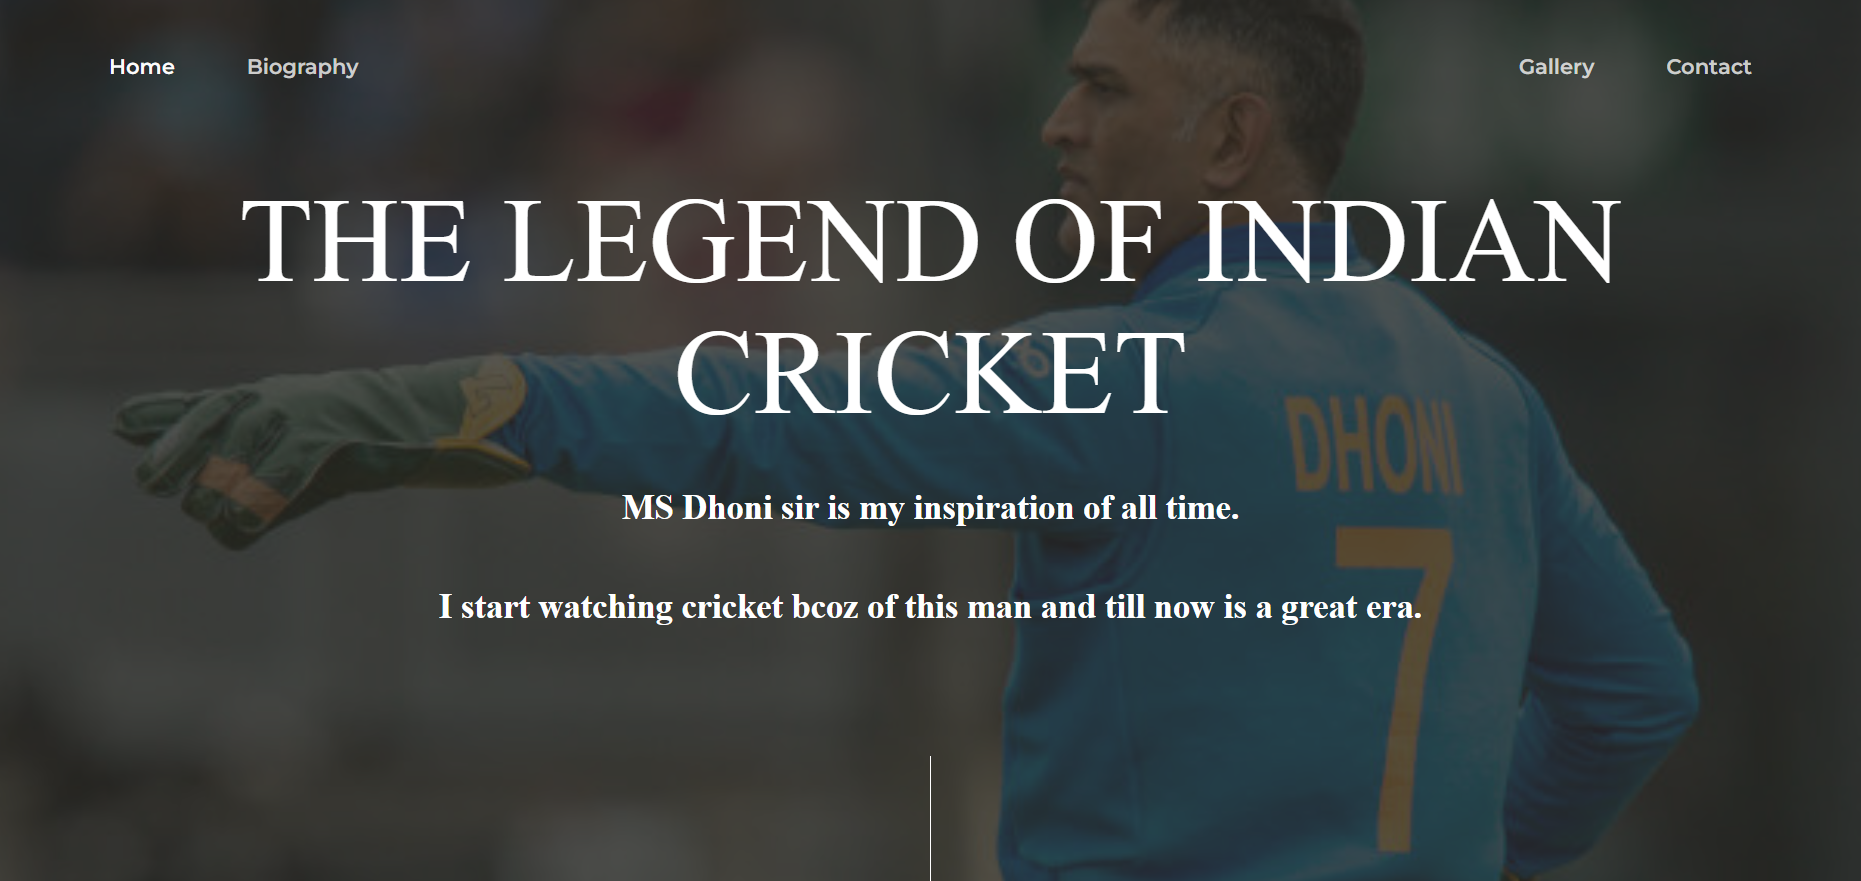 Home Biography Gallery Contact
THE LEGEND OF INDIAN
CRICKET
DHONI
7
6
MS Dhoni sir is my inspiration of all time.
I start watching cricket bcoz of this man and till now is a great era.